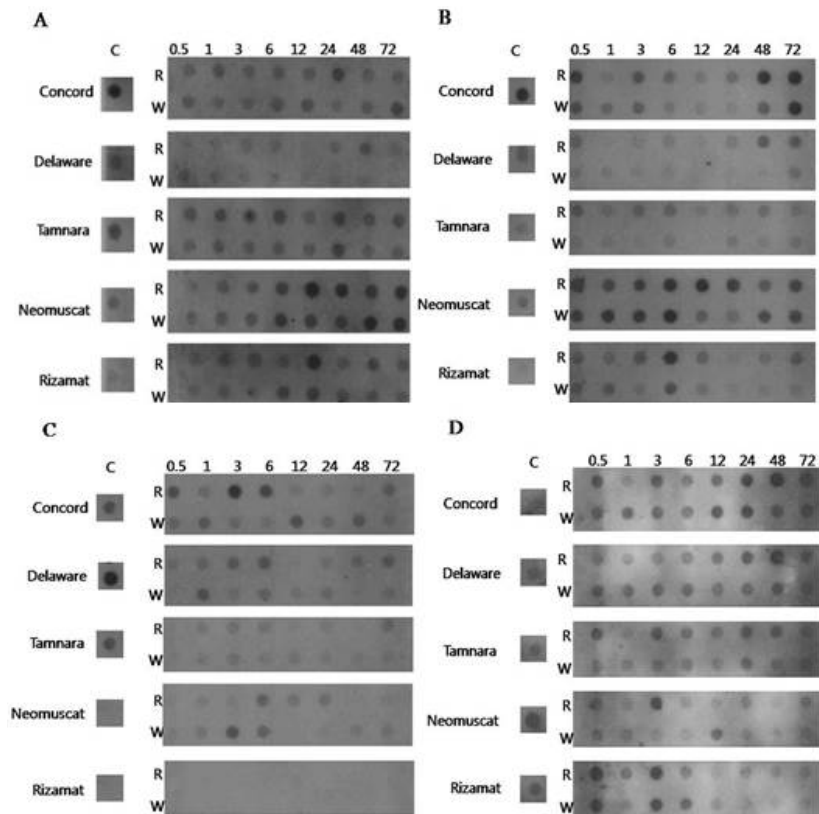 A
C 0.5 1 3 6 12 24 48 72
Concord R
W
Delaware R
W
Tamnara R
W
Neomuscat R
W
Rizamat R
W
B
C 0.5 1 3 6 12 24 48 72
Concord R
W
Delaware R
W
Tamnara R
W
Neomuscat R
W
Rizamat R
W
C
C 0.5 1 3 6 12 24 48 72
Concord R
W
Delaware R
W
Tamnara R
W
Neomuscat R
W
Rizamat R
W
D
C 0.5 1 3 6 12 24 48 72
Concord R
W
Delaware R
W
Tamnara R
W
Neomuscat R
W
Rizamat R
W